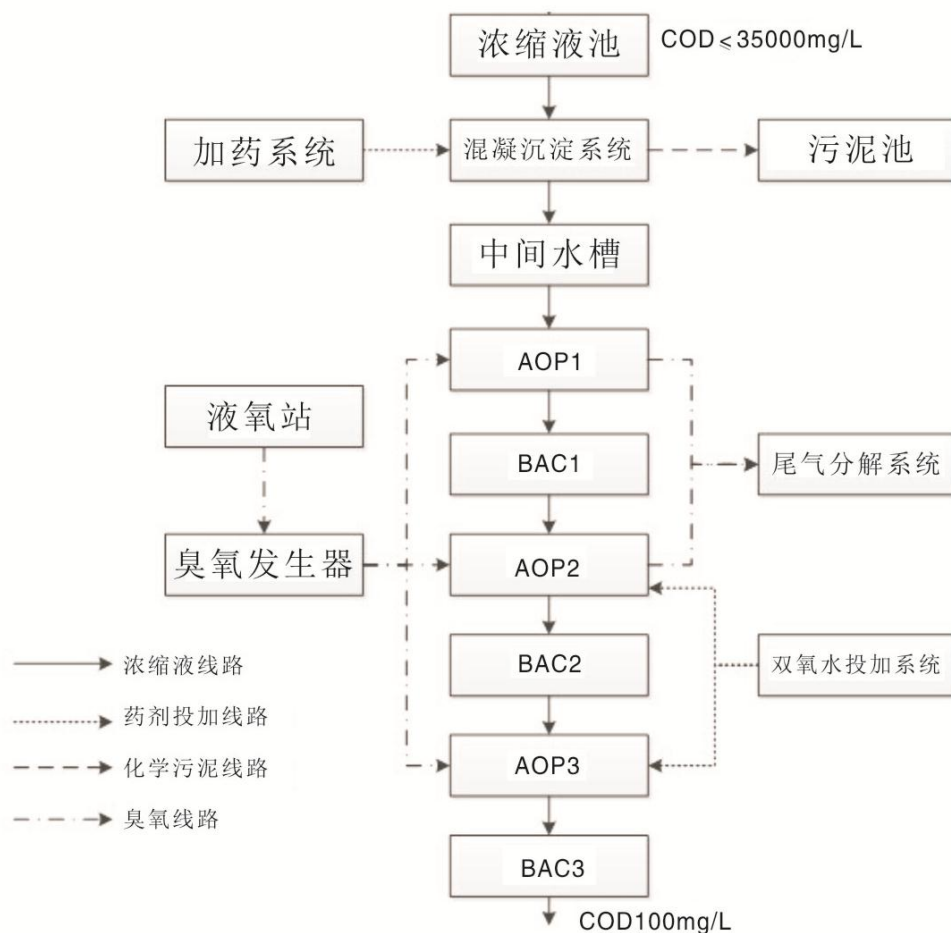 浓缩液池
COD≤35000mg/L
加药系统
混凝沉淀系统
污泥池
中间水槽
AOP1
液氧站
BAC1
尾气分解系统
臭氧发生器
AOP2
浓缩液线路
BAC2
双氧水投加系统
药剂投加线路
化学污泥线路
AOP3
臭氧线路
BAC3
COD100mg/L